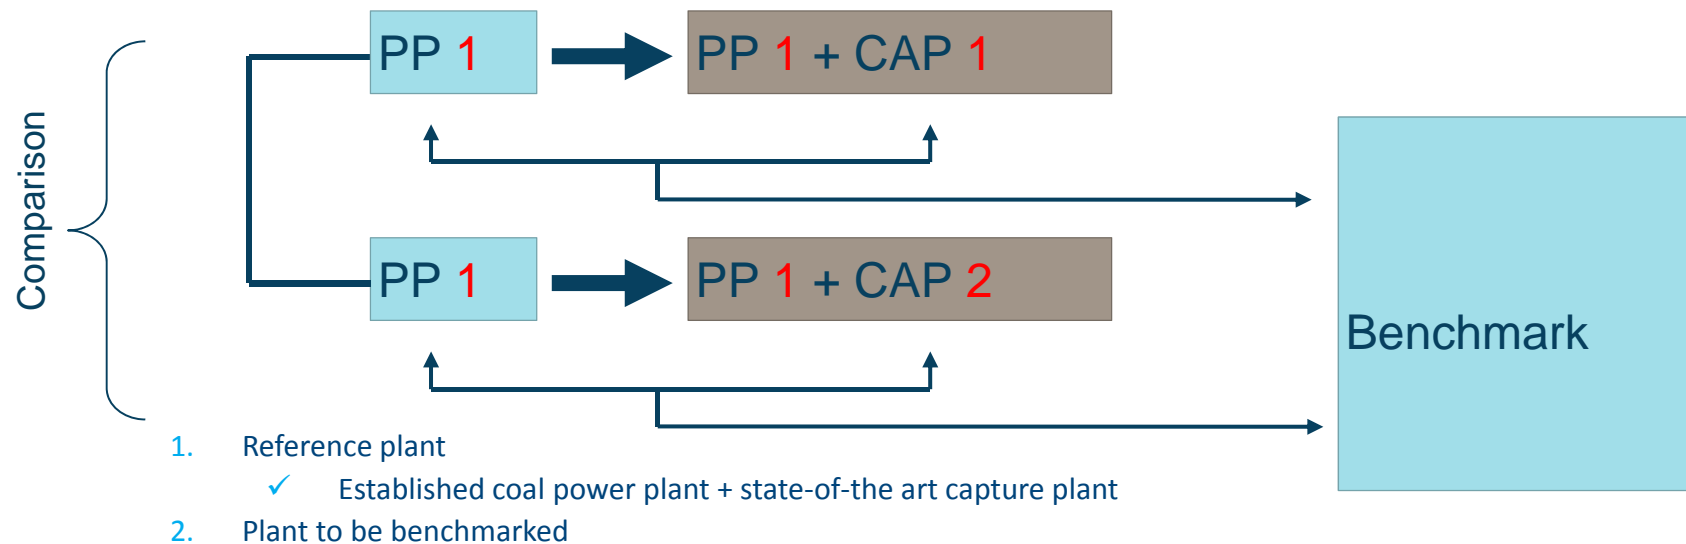 Comparison
PP 1
PP 1 + CAP 1
PP 1
PP 1 + CAP 2
Benchmark
1. Reference plant
✓ Established coal power plant + state-of-the art capture plant
2. Plant to be benchmarked